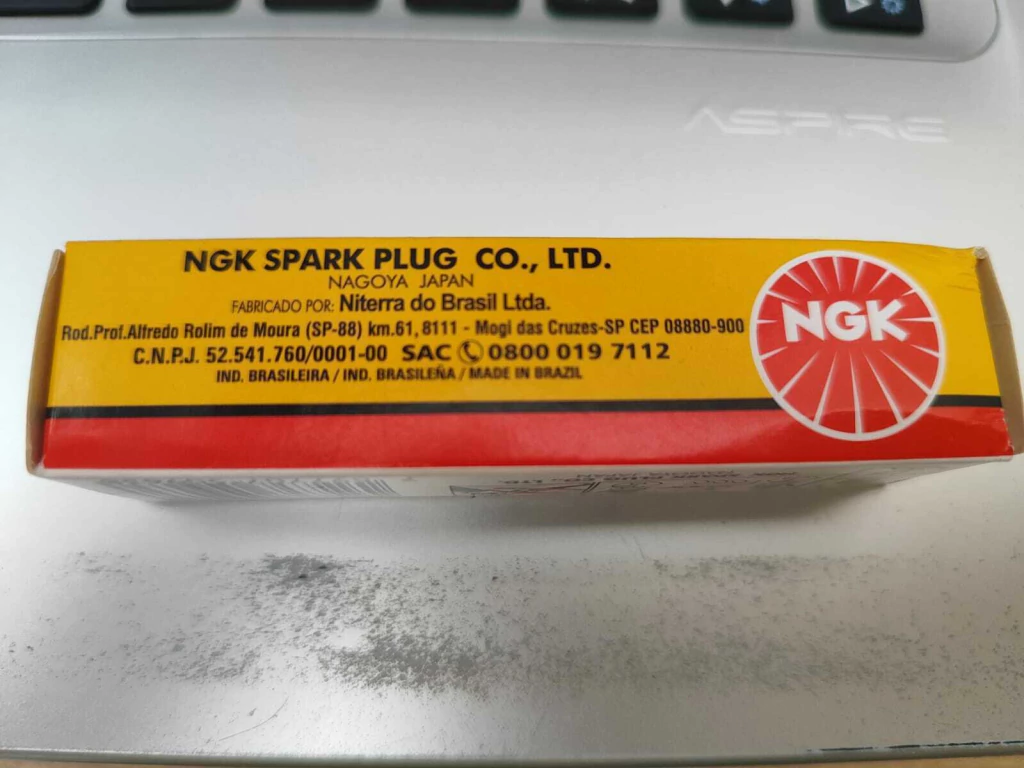 ASPIRE
NGK SPARK PLUG CO., LTD.
NAGOYA JAPAN
FABRICADO POR: Niterra do Brasil Ltda.
Rod.Prof.Alfredo Rolim de Moura (SP-88) km.61, 8111 - Mogi das Cruzes-SP CEP 08880-900
C.N.P.J. 52.541.760/0001-00 SAC 0800 019 7112
IND. BRASILEIRA / IND. BRASILEÑA / MADE IN BRAZIL
NGK